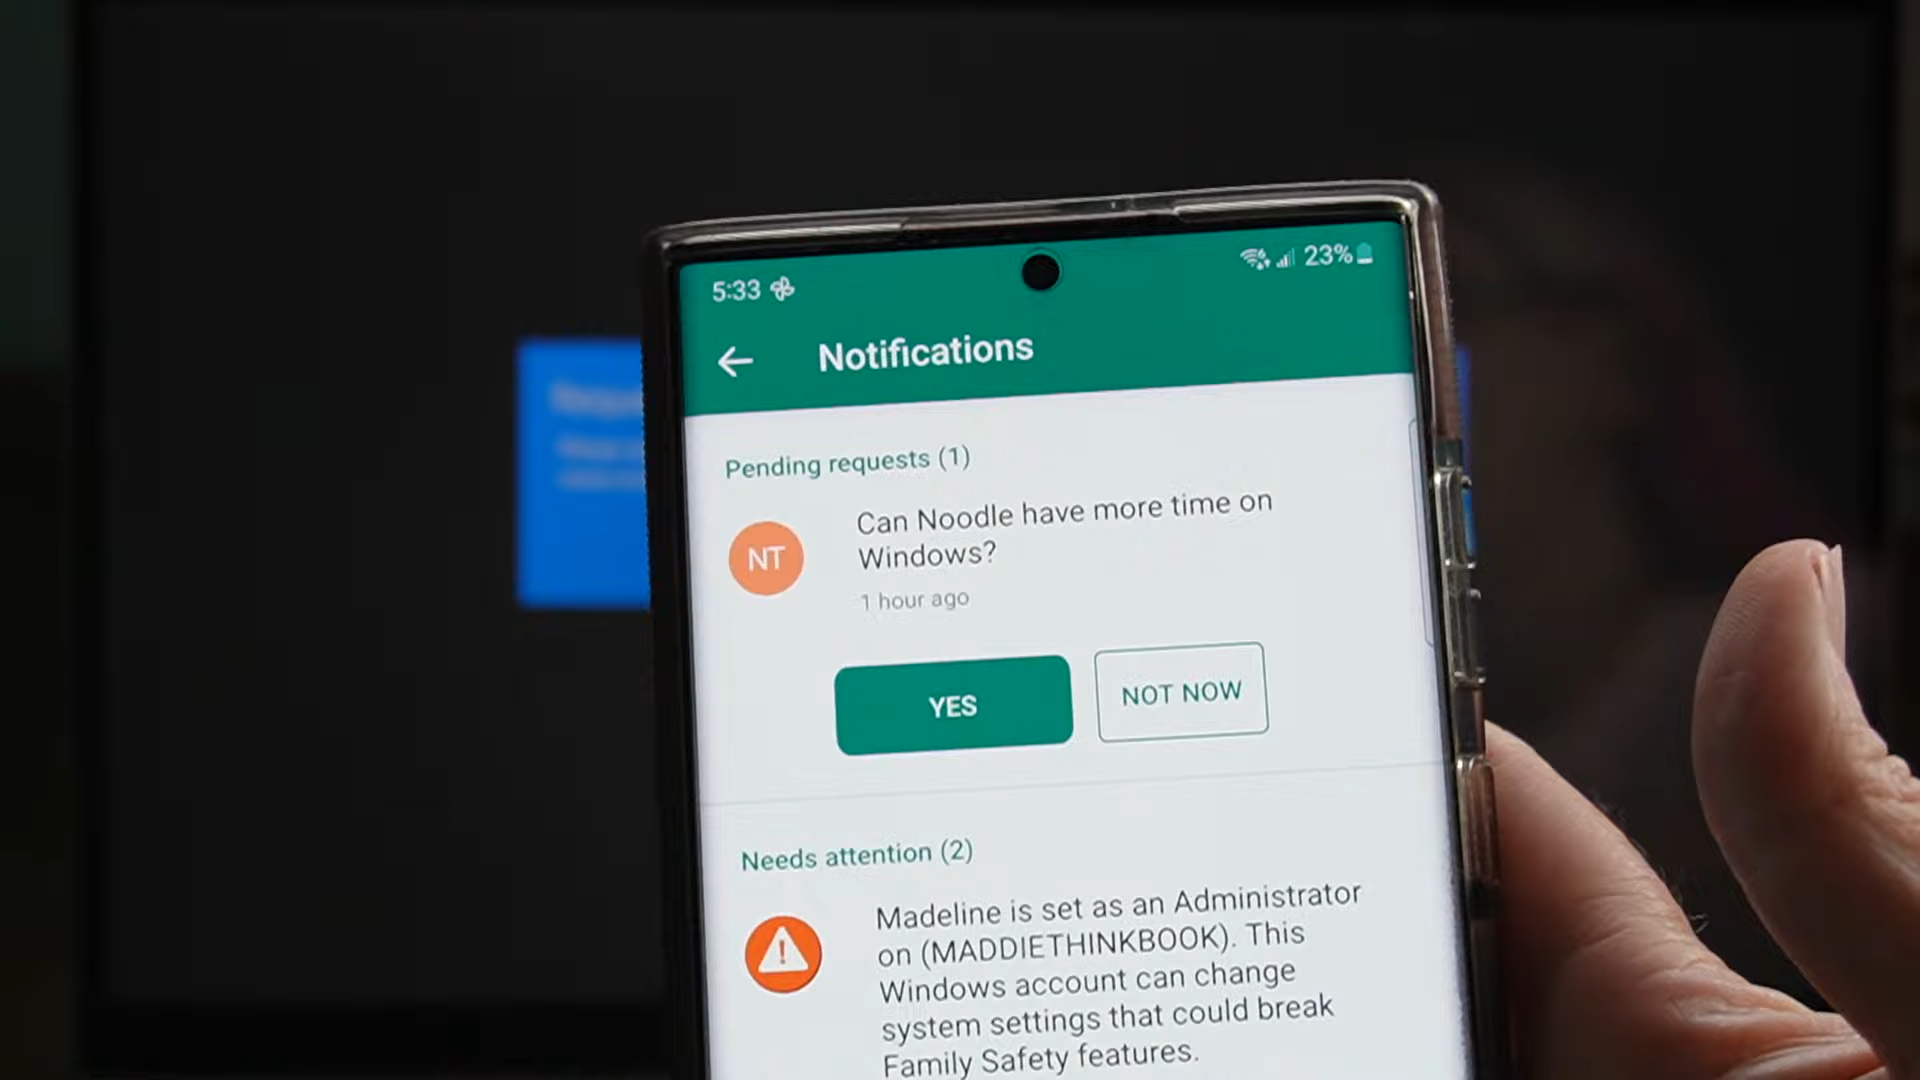 5:33
23%
Notifications
Pending requests (1)
NT
Can Noodle have more time on
Windows?
1 hour ago
YES
NOT NOW
Needs attention (2)
Madeline is set as an Administrator
on (MADDIETHINKBOOK). This
Windows account can change
system settings that could break
Family Safety features.